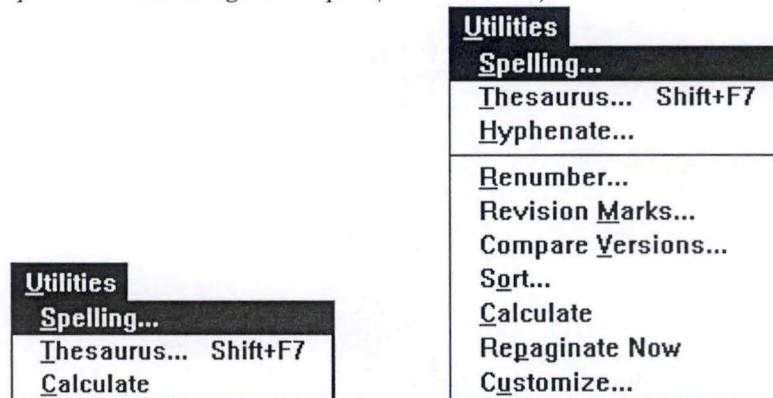 Utilities
Spelling...
Thesaurus... Shift+F7
Calculate
Utilities
Spelling...
Thesaurus... Shift+F7
Hyphenate...
Renumber...
Revision Marks...
Compare Versions...
Sort...
Calculate
Repaginate Now
Customize...